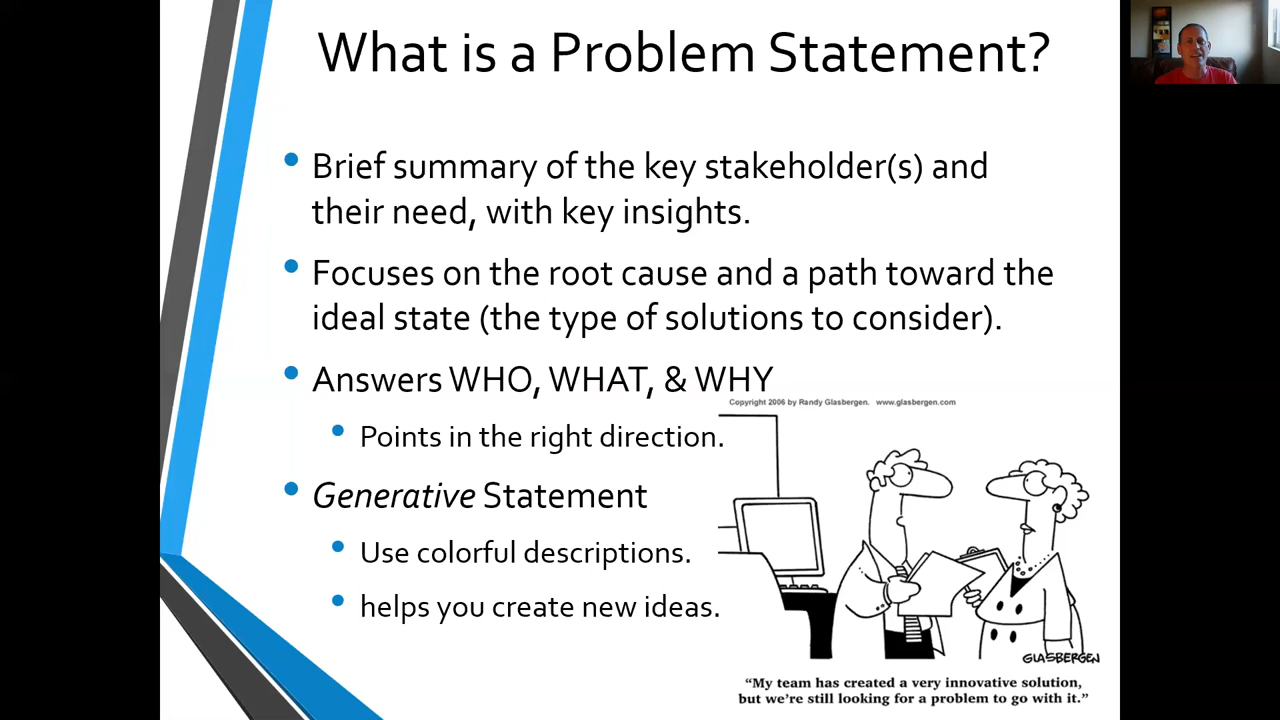 What is a Problem Statement?
Brief summary of the key stakeholder(s) and
their need, with key insights.
Focuses on the root cause and a path toward the
ideal state (the type of solutions to consider).
Answers WHO, WHAT, & WHY
Copyright 2006 by Randy Glasbergen. www.glasbergen.com
Points in the right direction.
Generative Statement
Use colorful descriptions.
helps you create new ideas.
GLASBERGEN
“My team has created a very innovative solution,
but we’re still looking for a problem to go with it.”